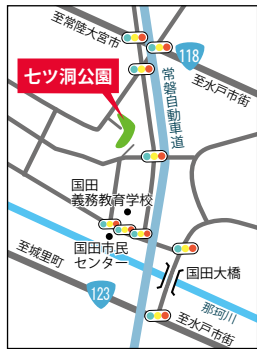 至常陸大宮市
118
至水戸市街
七ツ洞公園
常磐自動車道
国田
義務教育学校
国田市民
センター
至城里町
国田大橋
123
那珂川
至水戸市街